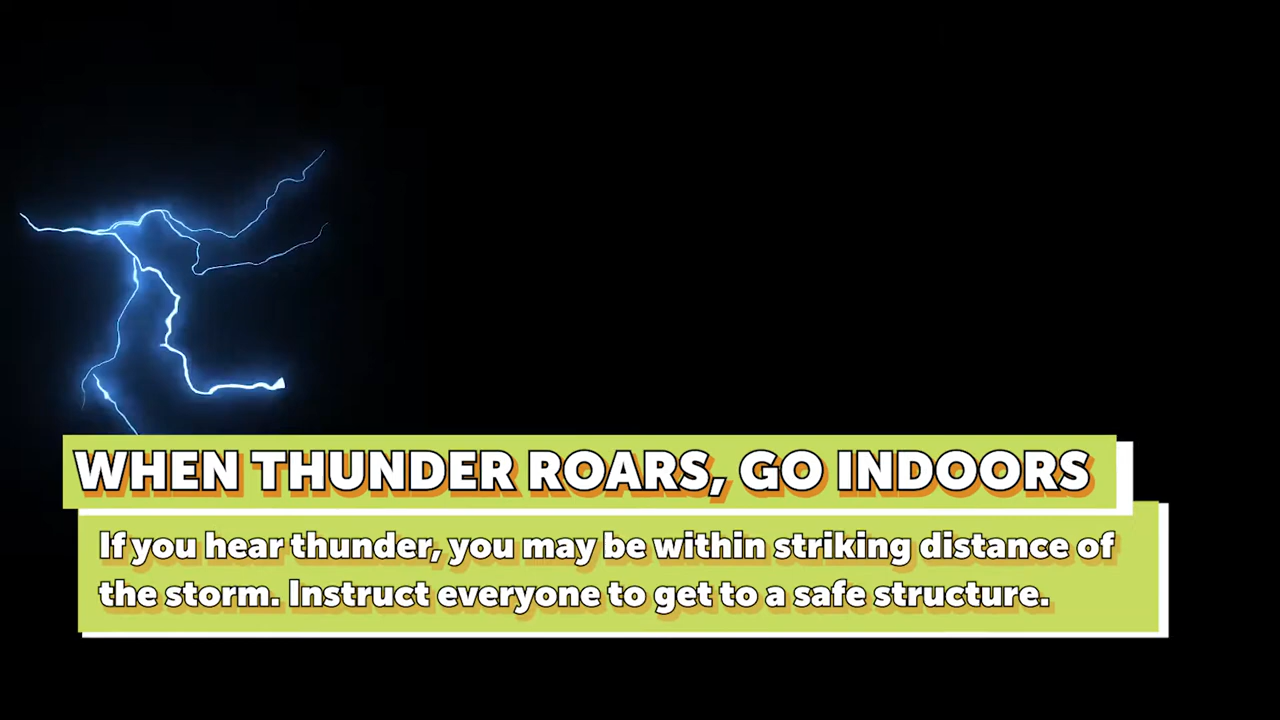 WHEN THUNDER ROARS, GO INDOORS
If you hear thunder, you may be within striking distance of
the storm. Instruct everyone to get to a safe structure.